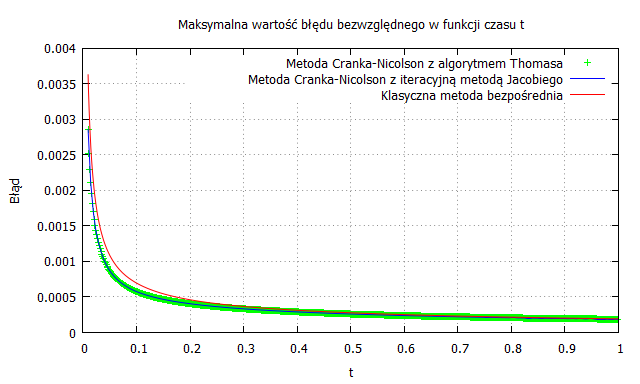 Maksymalna wartość błędu bezwzględnego w funkcji czasu t
0.004
0.0035
0.003
0.0025
0.002
0.0015
0.001
0.0005
0
Błąd
Metoda Cranka-Nicolson z algorytmem Thomasa
Metoda Cranka-Nicolson z iteracyjną metodą Jacobiego
Klasyczna metoda bezpośrednia
0 0.1 0.2 0.3 0.4 0.5 0.6 0.7 0.8 0.9 1
t